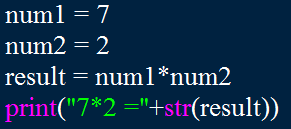 num1 = 7
num2 = 2
result = num1*num2
print("7*2 ="+str(result))